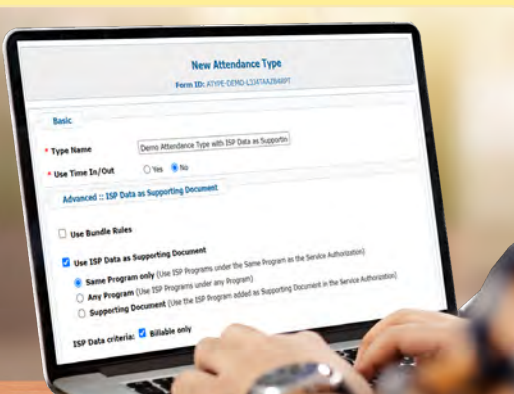 New Attendance Type
Form ID:
Basic
* Type Name Demo Attendance Type with ISP Data as Supportin
* Use Time In/Out Yes No
Advanced :: ISP Data as Supporting Document
Use Bundle Rules
Use ISP Data as Supporting Document
Same Program only (Use ISP Programs under the Same Program as the Service Authorization)
Any Program (Use ISP Programs under any Program)
Supporting Document (Use the ISP Program added as Supporting Document in the Service Authorization)
ISP Data criteria: Billable only